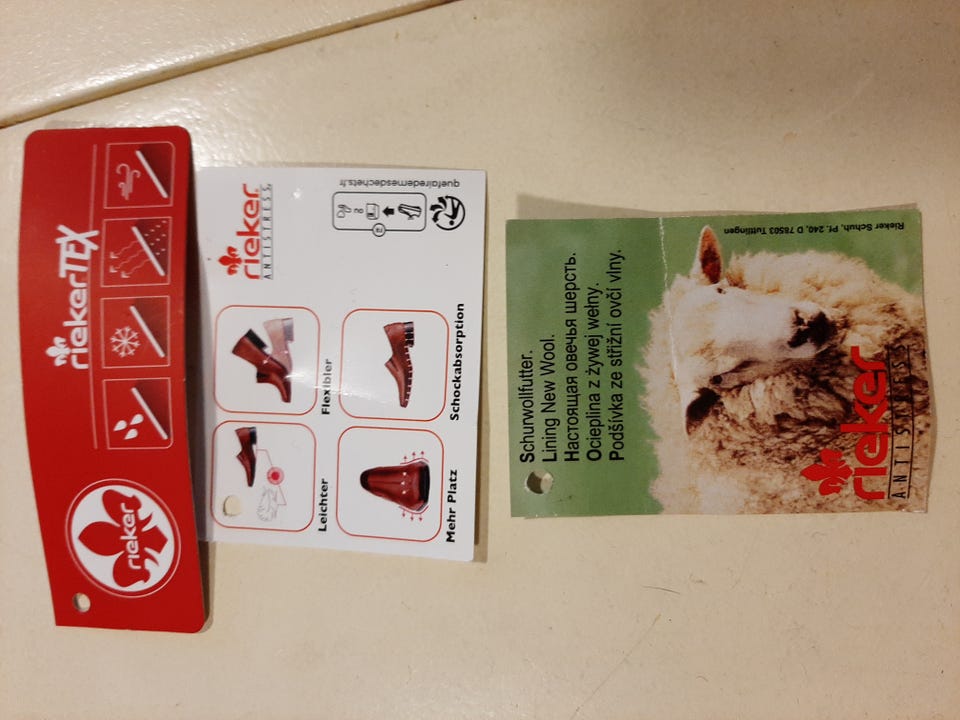 riekerTEX
rieker
rieker
ANTISTRESS
quefairedemesdechets.fr
FR
Leichter
Flexibler
Mehr Platz
Schockabsorption
Schurwollfutter.
Lining New Wool.
Настоящая овечья шерсть.
Ocieplina z żywej wełny.
Podšívka ze střižní ovčí vlny.
rieker
ANTISTRESS
Rieker Schuh, Pf. 240, D 78503 Tuttlingen